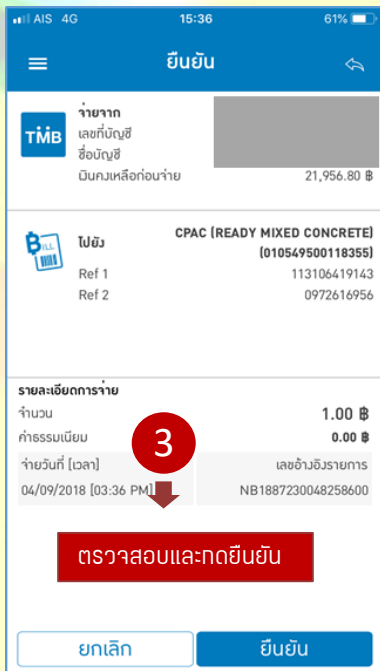 AIS 4G 15:36 61%
ยืนยัน
TMB
จ่ายจาก
เลขที่บัญชี
ชื่อบัญชี
เงินคงเหลือก่อนจ่าย 21,956.80 ฿
BILL
ไปยัง CPAC (READY MIXED CONCRETE)
(010549500118355)
Ref 1 113106419143
Ref 2 0972616956
รายละเอียดการจ่าย
จำนวน 1.00 ฿
ค่าธรรมเนียม 0.00 ฿
3
จ่ายวันที่ [เวลา] เลขอ้างอิงรายการ
04/09/2018 [03:36 PM] NB1887230048258600
ตรวจสอบและกดยืนยัน
ยกเลิก ยืนยัน